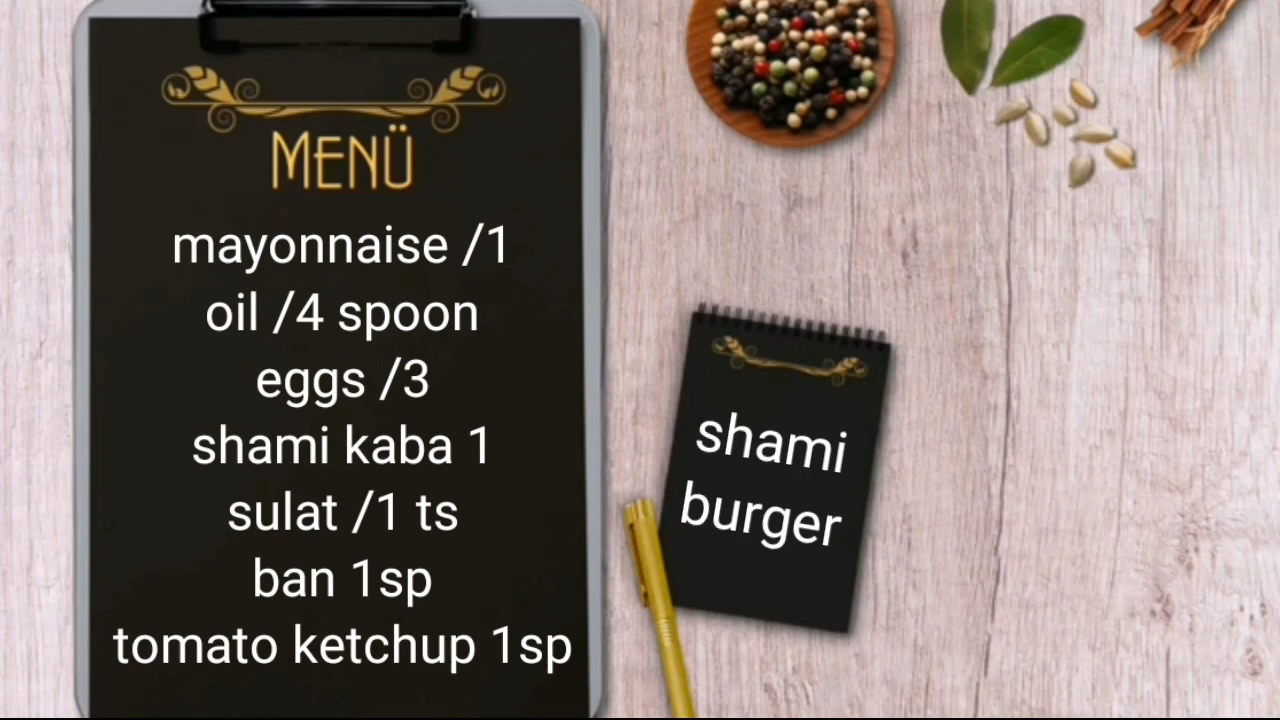 MENÜ
mayonnaise /1
oil /4 spoon
eggs /3
shami kaba 1
sulat /1 ts
ban 1sp
tomato ketchup 1sp
shami
burger